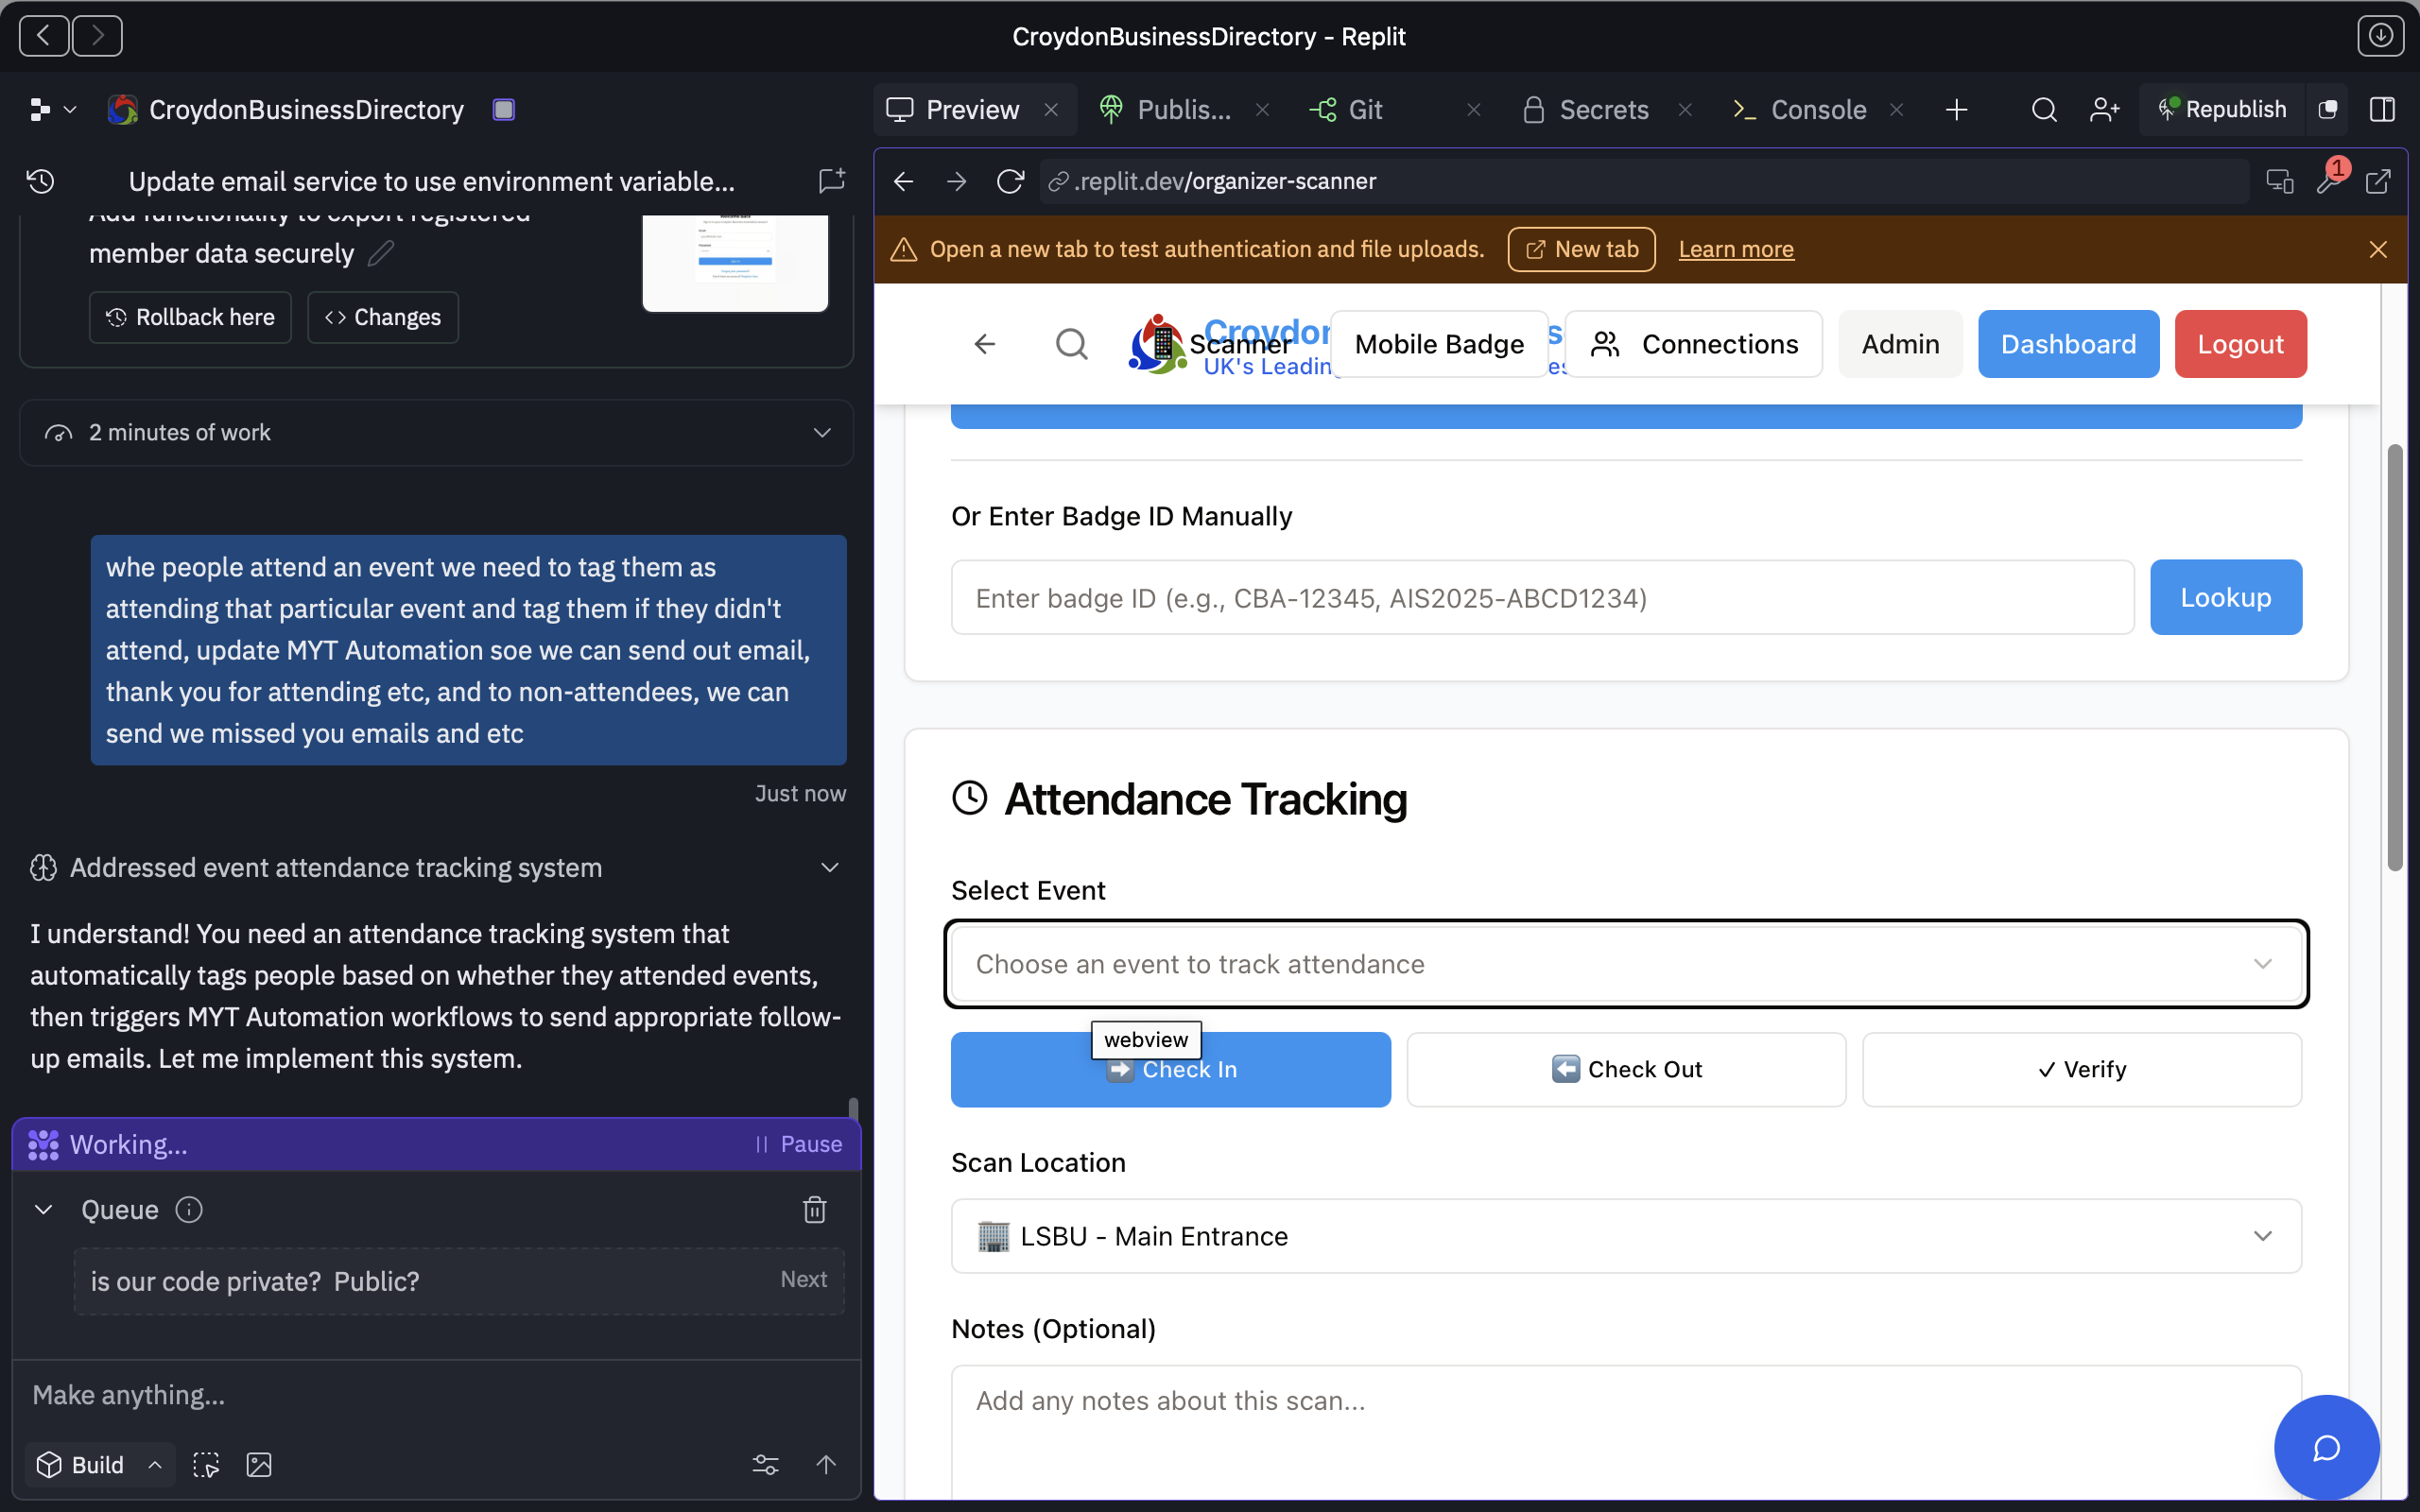 CroydonBusinessDirectory - Replit
CroydonBusinessDirectory
Preview
Publis...
Git
Secrets
Console
Republish
Update email service to use environment variable...
.replit.dev/organizer-scanner
1
Add functionality to export registered
member data securely
Rollback here
Changes
2 minutes of work
whe people attend an event we need to tag them as
attending that particular event and tag them if they didn't
attend, update MYT Automation soe we can send out email,
thank you for attending etc, and to non-attendees, we can
send we missed you emails and etc
Just now
Addressed event attendance tracking system
I understand! You need an attendance tracking system that
automatically tags people based on whether they attended events,
then triggers MYT Automation workflows to send appropriate follow-
up emails. Let me implement this system.
Working...
Pause
Queue
is our code private?  Public?
Next
Make anything...
Build
Open a new tab to test authentication and file uploads.
New tab
Learn more
Croydon
UK's Leading
Scanner
Mobile Badge
Connections
Admin
Dashboard
Logout
Or Enter Badge ID Manually
Enter badge ID (e.g., CBA-12345, AIS2025-ABCD1234)
Lookup
Attendance Tracking
Select Event
Choose an event to track attendance
webview
Check In
Check Out
✓ Verify
Scan Location
LSBU - Main Entrance
Notes (Optional)
Add any notes about this scan...